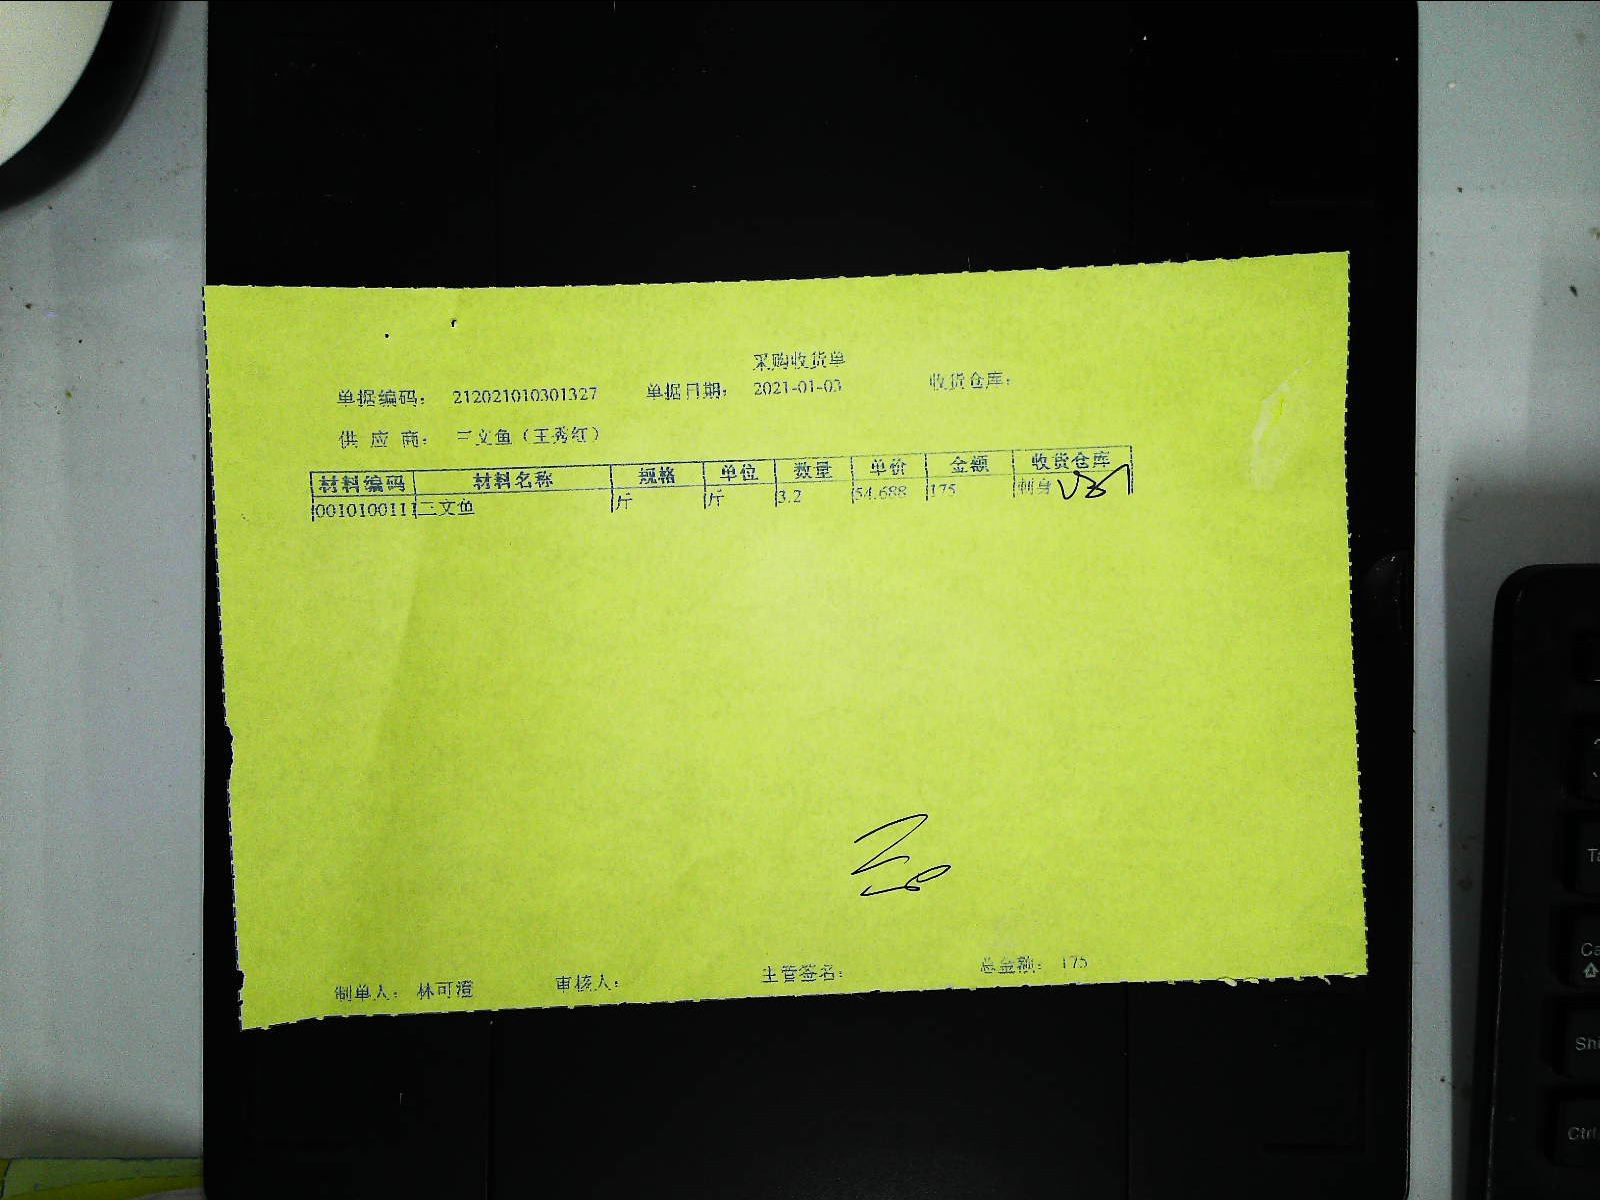 采购收货单
单据编码： 212021010301327 单据日期： 2021-01-03 收货仓库：
供 应 商： 三文鱼（王秀红）
材料编码 材料名称 规格 单位 数量 单价 金额 收货仓库
0010100111 三文鱼 斤 斤 3.2 54.688 175 刺身
制单人： 林可澄 审核人： 主管签名： 总金额： 175
Ctrl